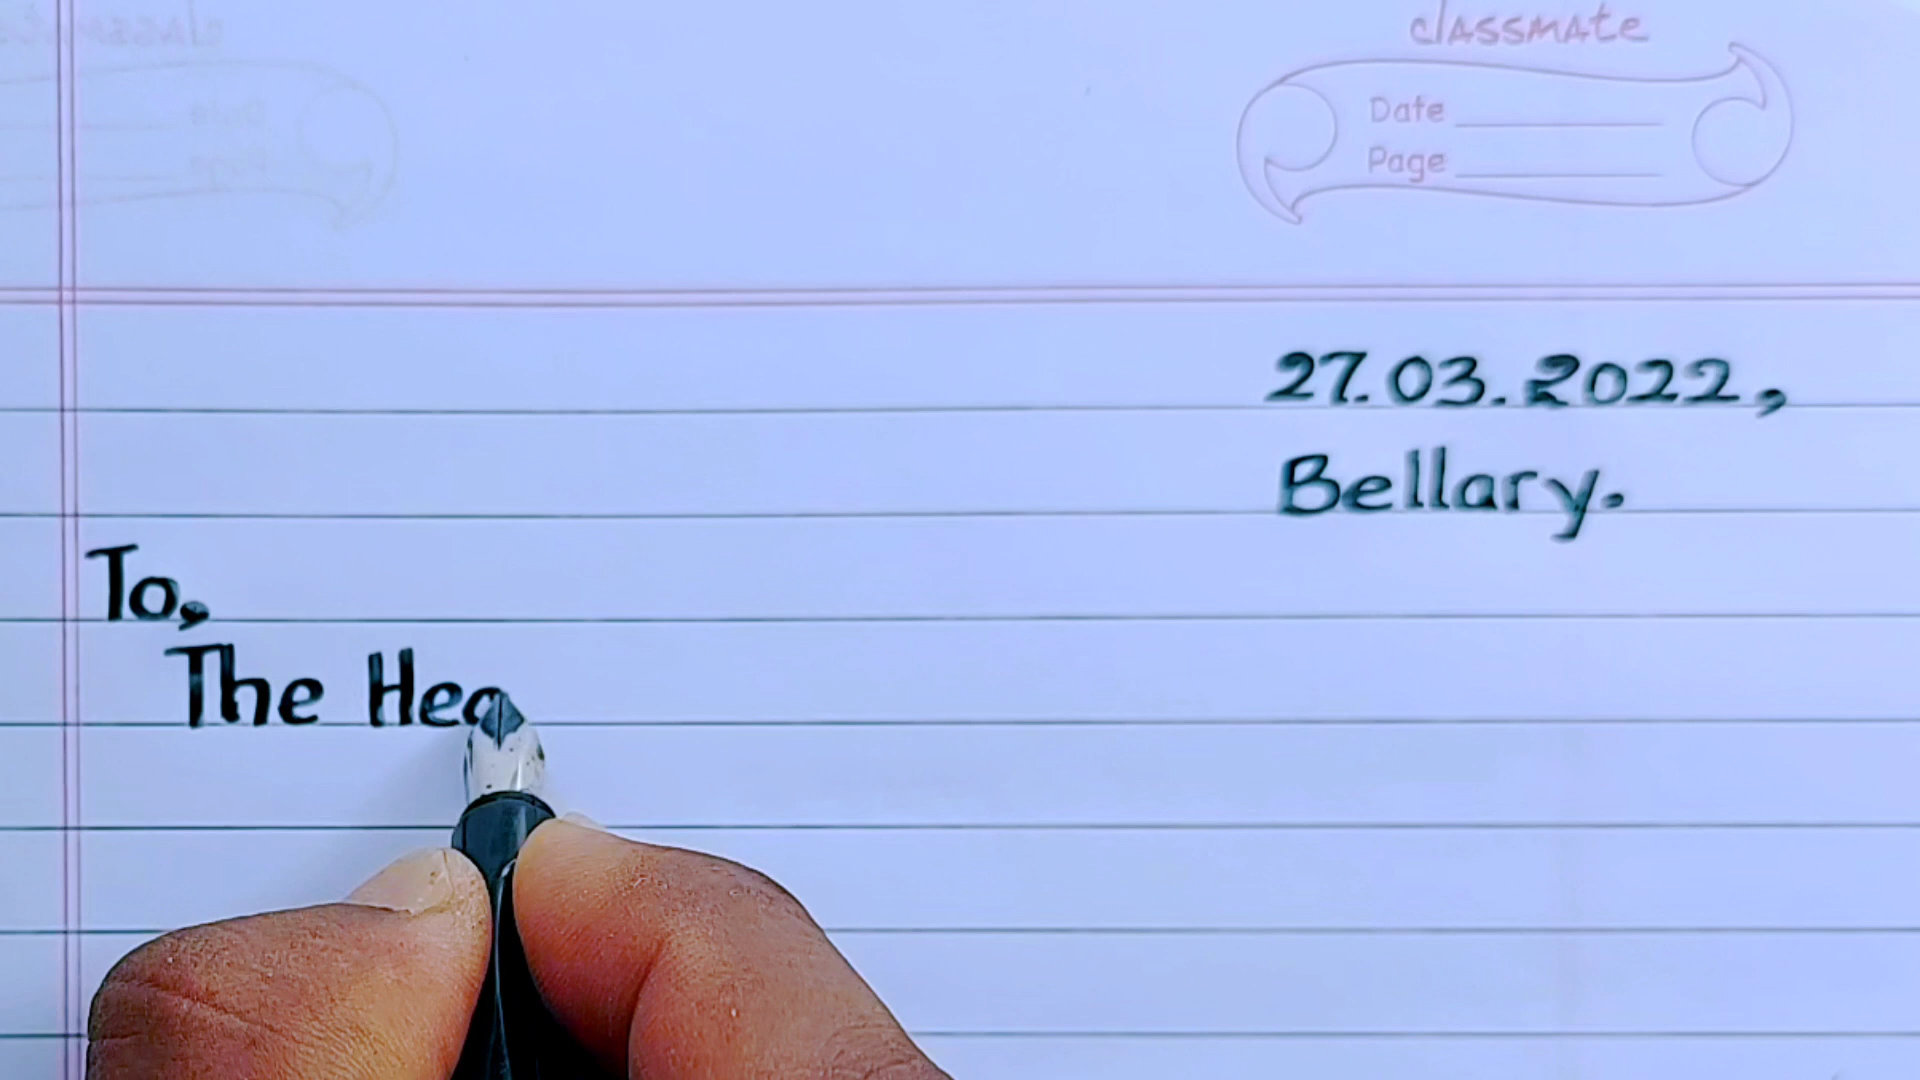 classmate
Date
Page
27.03.2022,
Bellary.
To,
The Hea